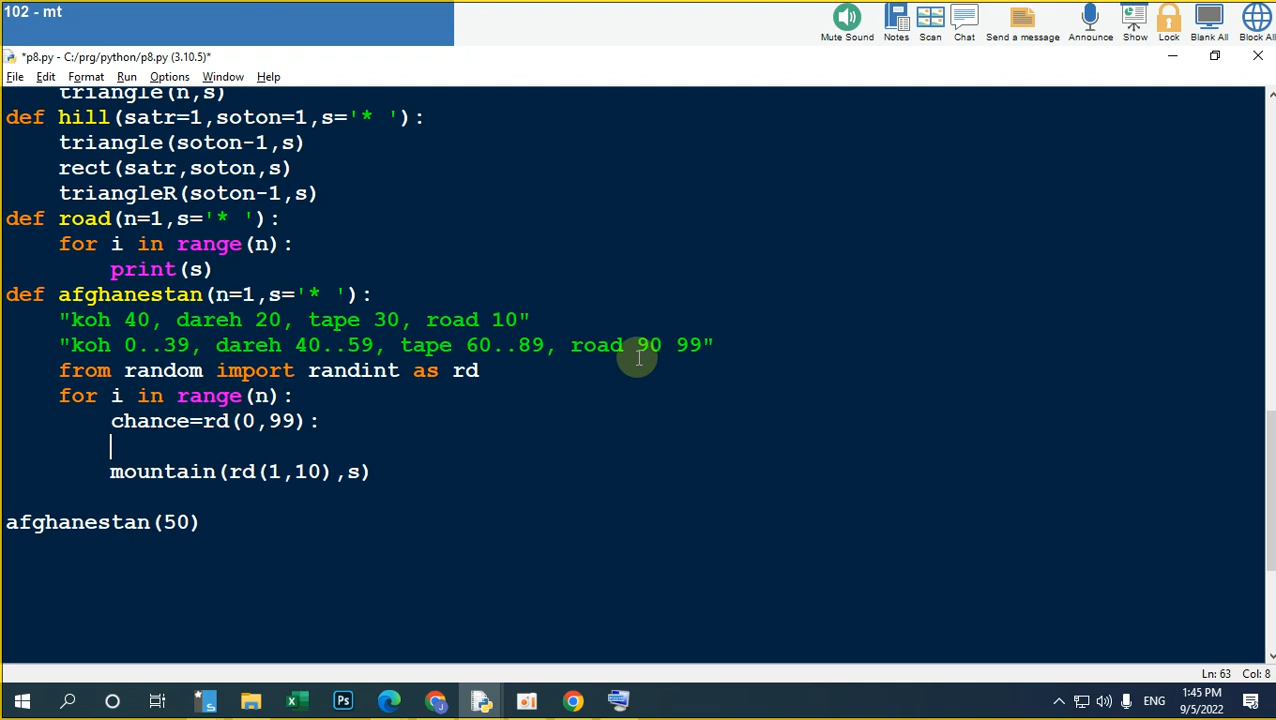 102 - mt
Mute Sound Notes Scan Chat Send a message Announce Show Lock Blank All Block All
*p8.py - C:/prg/python/p8.py (3.10.5)*
File Edit Format Run Options Window Help
triangle(n,s)
def hill(satr=1,soton=1,s='* '):
triangle(soton-1,s)
rect(satr,soton,s)
triangleR(soton-1,s)
def road(n=1,s='* '):
for i in range(n):
print(s)
def afghanestan(n=1,s='* '):
"koh 40, dareh 20, tape 30, road 10"
"koh 0..39, dareh 40..59, tape 60..89, road 90 99"
from random import randint as rd
for i in range(n):
chance=rd(0,99):
mountain(rd(1,10),s)
afghanestan(50)
Ln: 63 Col: 8
ENG
1:45 PM
9/5/2022